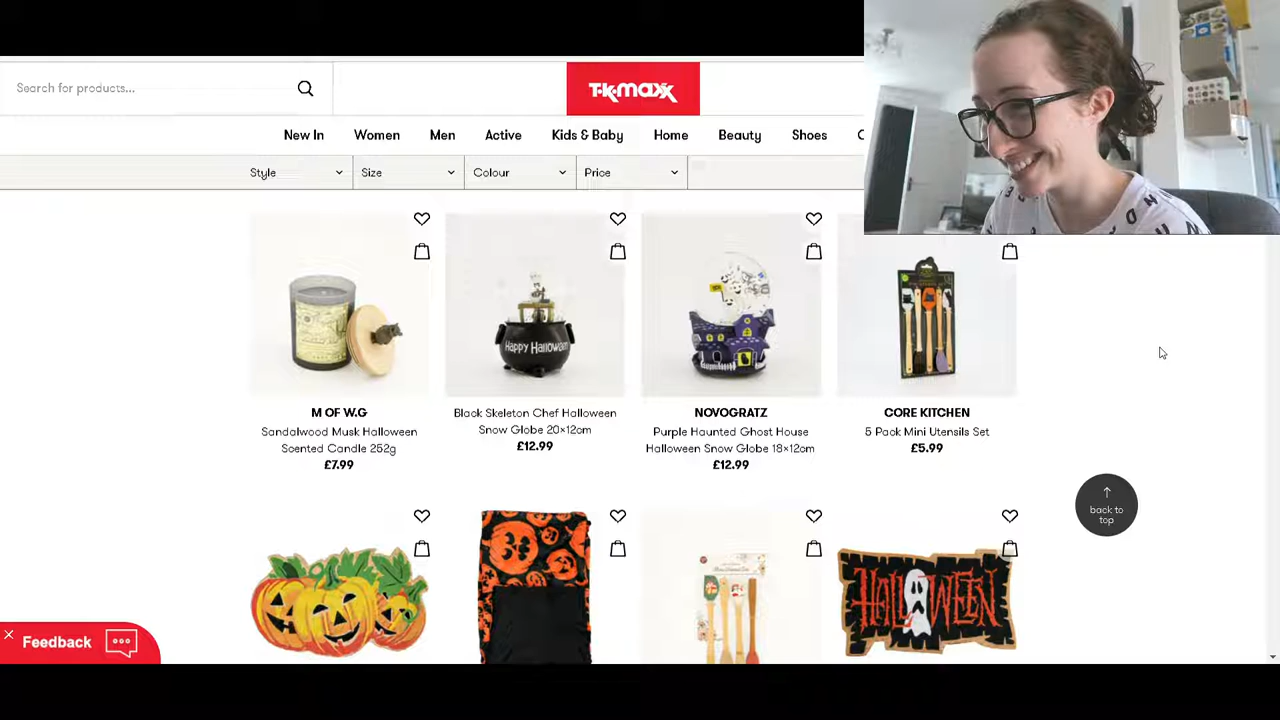 Search for products...
TK maxx
New In
Women
Men
Active
Kids & Baby
Home
Beauty
Shoes
Style
Size
Colour
Price
Happy Halloween
M OF W.G
Sandalwood Musk Halloween
Scented Candle 252g
£7.99
Black Skeleton Chef Halloween
Snow Globe 20x12cm
£12.99
NOVOGRATZ
Purple Haunted Ghost House
Halloween Snow Globe 18x12cm
£12.99
CORE KITCHEN
5 Pack Mini Utensils Set
£5.99
back to
top
HALLOWEEN
Feedback